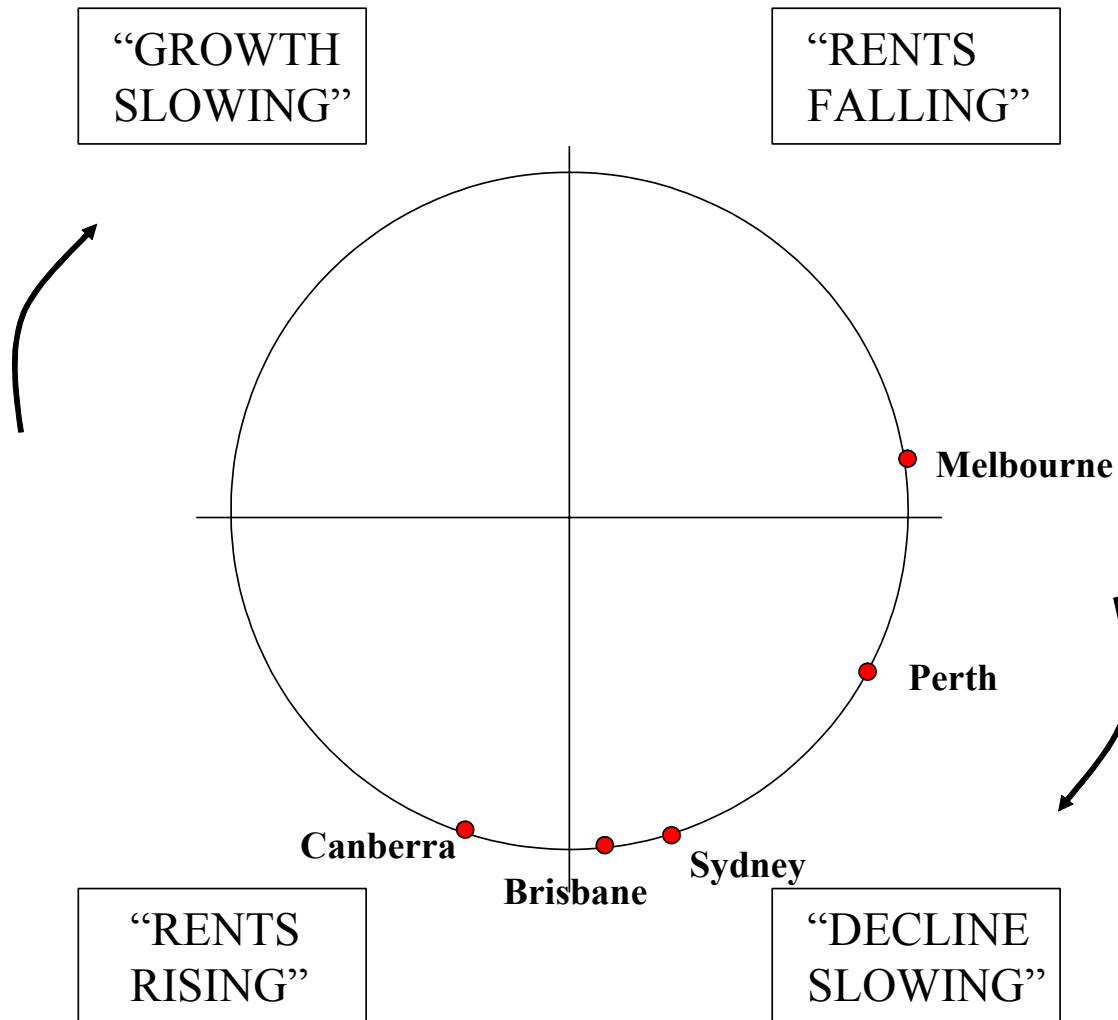 “GROWTH
SLOWING”
“RENTS
FALLING”
Melbourne
Perth
Canberra
Sydney
Brisbane
“RENTS
RISING”
“DECLINE
SLOWING”